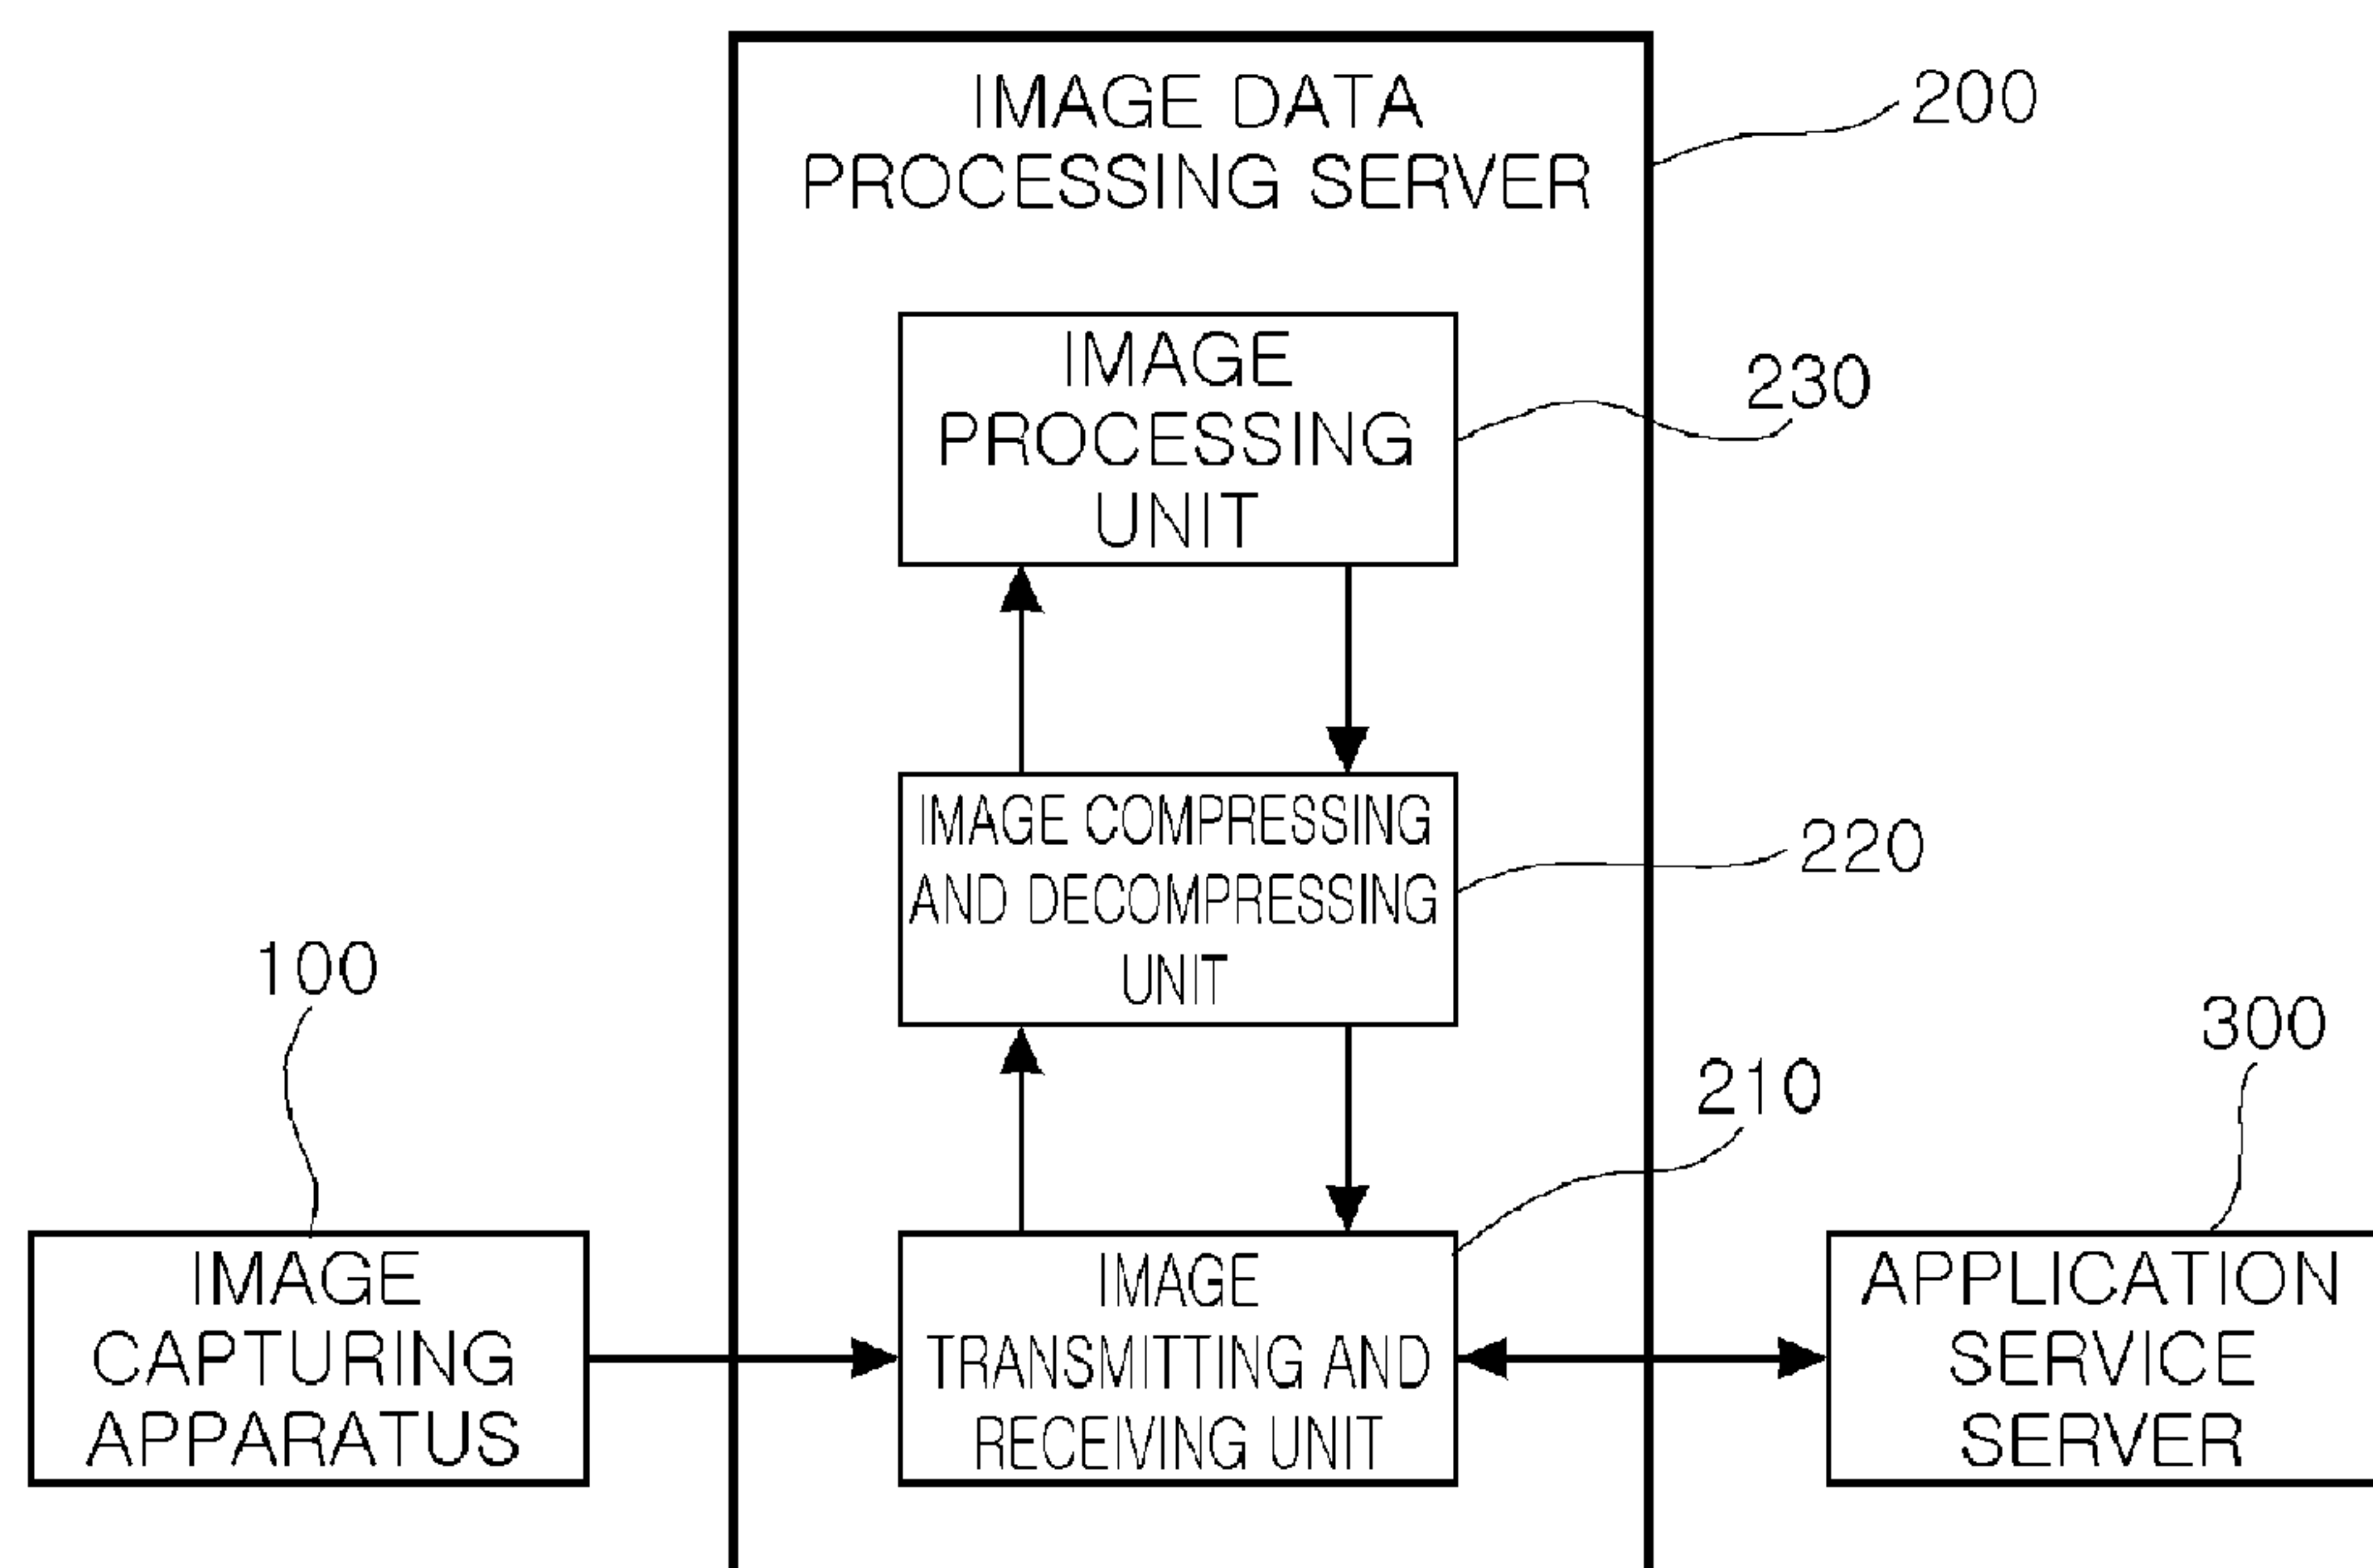 IMAGE DATA
PROCESSING SERVER
200
IMAGE
PROCESSING
UNIT
230
IMAGE COMPRESSING
AND DECOMPRESSING
UNIT
220
100
IMAGE
CAPTURING
APPARATUS
210
IMAGE
TRANSMITTING AND
RECEIVING UNIT
300
APPLICATION
SERVICE
SERVER